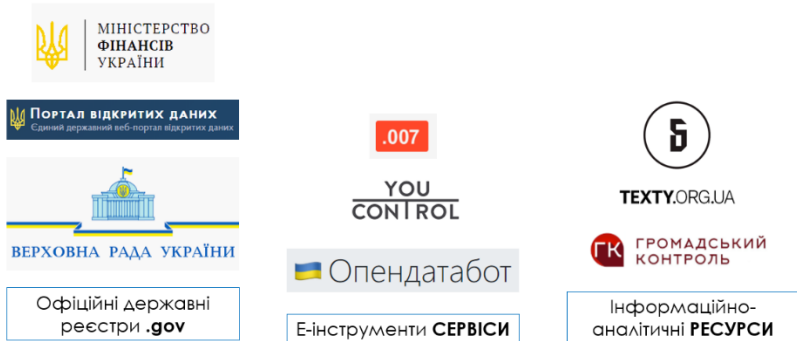 МІНІСТЕРСТВО
ФІНАНСІВ
УКРАЇНИ
ПОРТАЛ ВІДКРИТИХ ДАНИХ
Єдиний державний веб-портал відкритих даних
ВЕРХОВНА РАДА УКРАЇНИ
Офіційні державні
реєстри .gov
.007
YOU
CONTROL
Опендатабот
Е-інструменти СЕРВІСИ
Б
TEXTY.ORG.UA
ГК ГРОМАДСЬКИЙ
КОНТРОЛЬ
Інформаційно-
аналітичні РЕСУРСИ